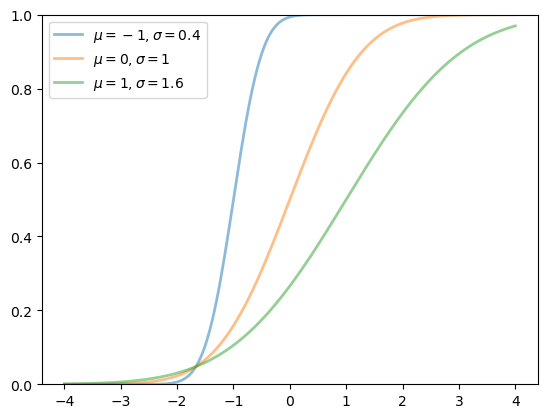 1.0
0.8
0.6
0.4
0.2
0.0
μ = −1, σ = 0.4
μ = 0, σ = 1
μ = 1, σ = 1.6
−4 −3 −2 −1 0 1 2 3 4